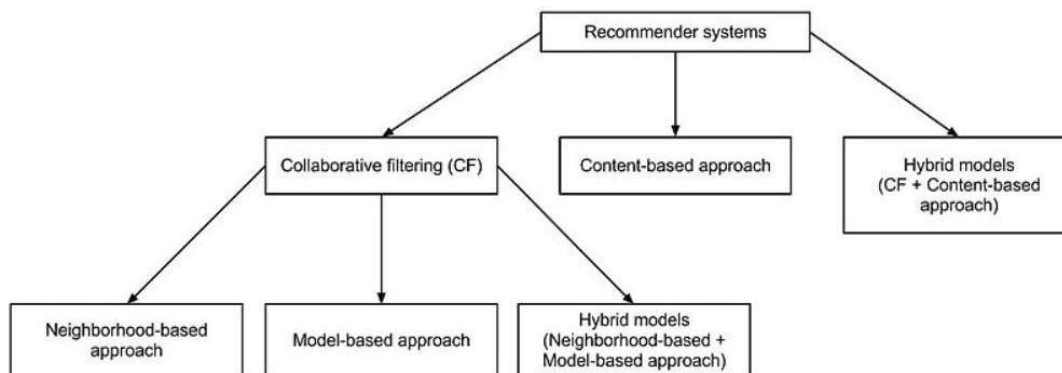 Recommender systems
Collaborative filtering (CF)
Content-based approach
Hybrid models
(CF + Content-based
approach)
Neighborhood-based
approach
Model-based approach
Hybrid models
(Neighborhood-based +
Model-based approach)